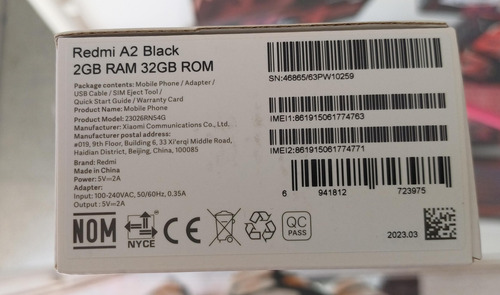 Redmi A2 Black
2GB RAM 32GB ROM
Package contents: Mobile Phone / Adapter /
USB Cable / SIM Eject Tool /
Quick Start Guide / Warranty Card
Product Name: Mobile Phone
Product Model: 23026RN54G
Manufacturer: Xiaomi Communications Co., Ltd.
Manufacturer postal address:
#019, 9th Floor, Building 6, 33 Xi'erqi Middle Road,
Haidian District, Beijing, China, 100085
Brand: Redmi
Made in China
Power: 5V⎓2A
Adapter:
Input: 100-240VAC, 50/60Hz, 0.35A
Output: 5V⎓2A
NOM
NYCE
CE
QC
PASS
SN:46865/63PW10259
IMEI1:861915061774763
IMEI2:861915061774771
6 941812 723975
2023.03